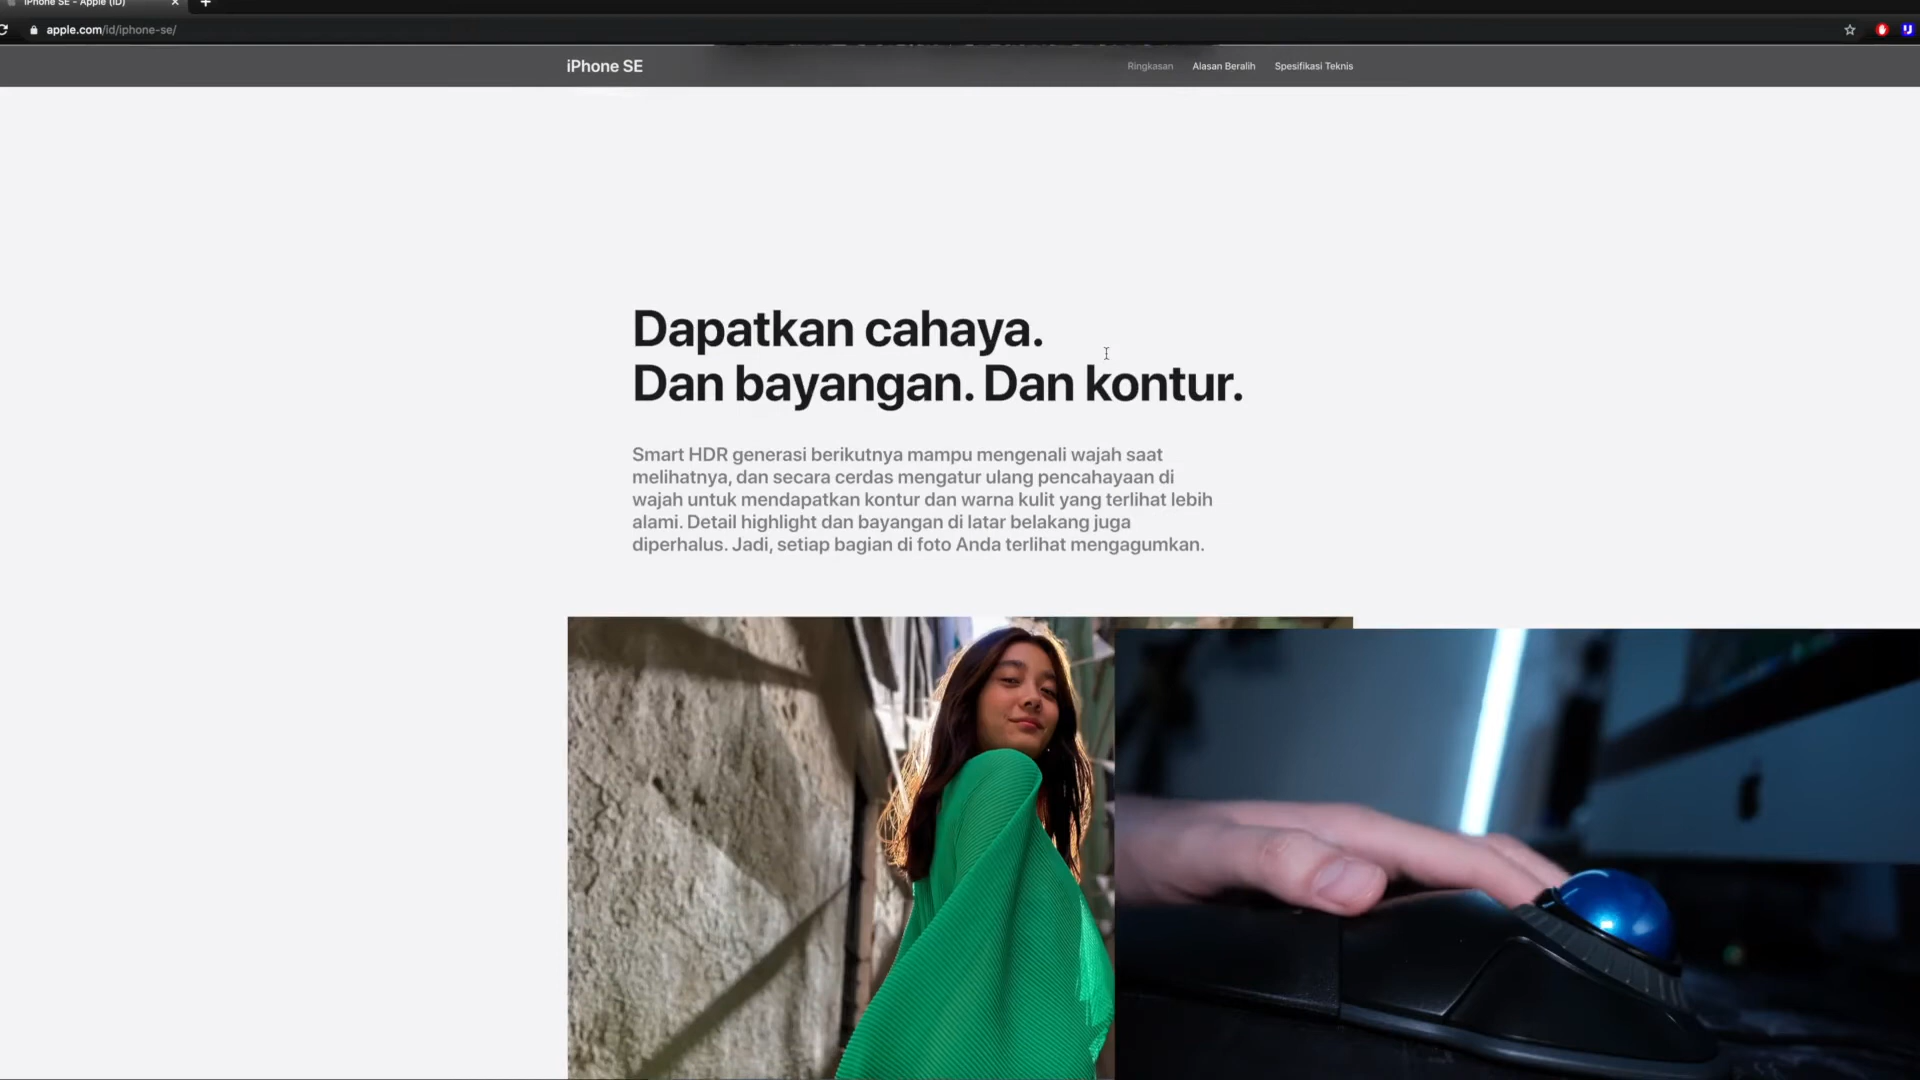 iPhone SE - Apple (ID)
apple.com/id/iphone-se/
iPhone SE
Ringkasan
Alasan Beralih
Spesifikasi Teknis
Dapatkan cahaya.
Dan bayangan. Dan kontur.
Smart HDR generasi berikutnya mampu mengenali wajah saat
melihatnya, dan secara cerdas mengatur ulang pencahayaan di
wajah untuk mendapatkan kontur dan warna kulit yang terlihat lebih
alami. Detail highlight dan bayangan di latar belakang juga
diperhalus. Jadi, setiap bagian di foto Anda terlihat mengagumkan.